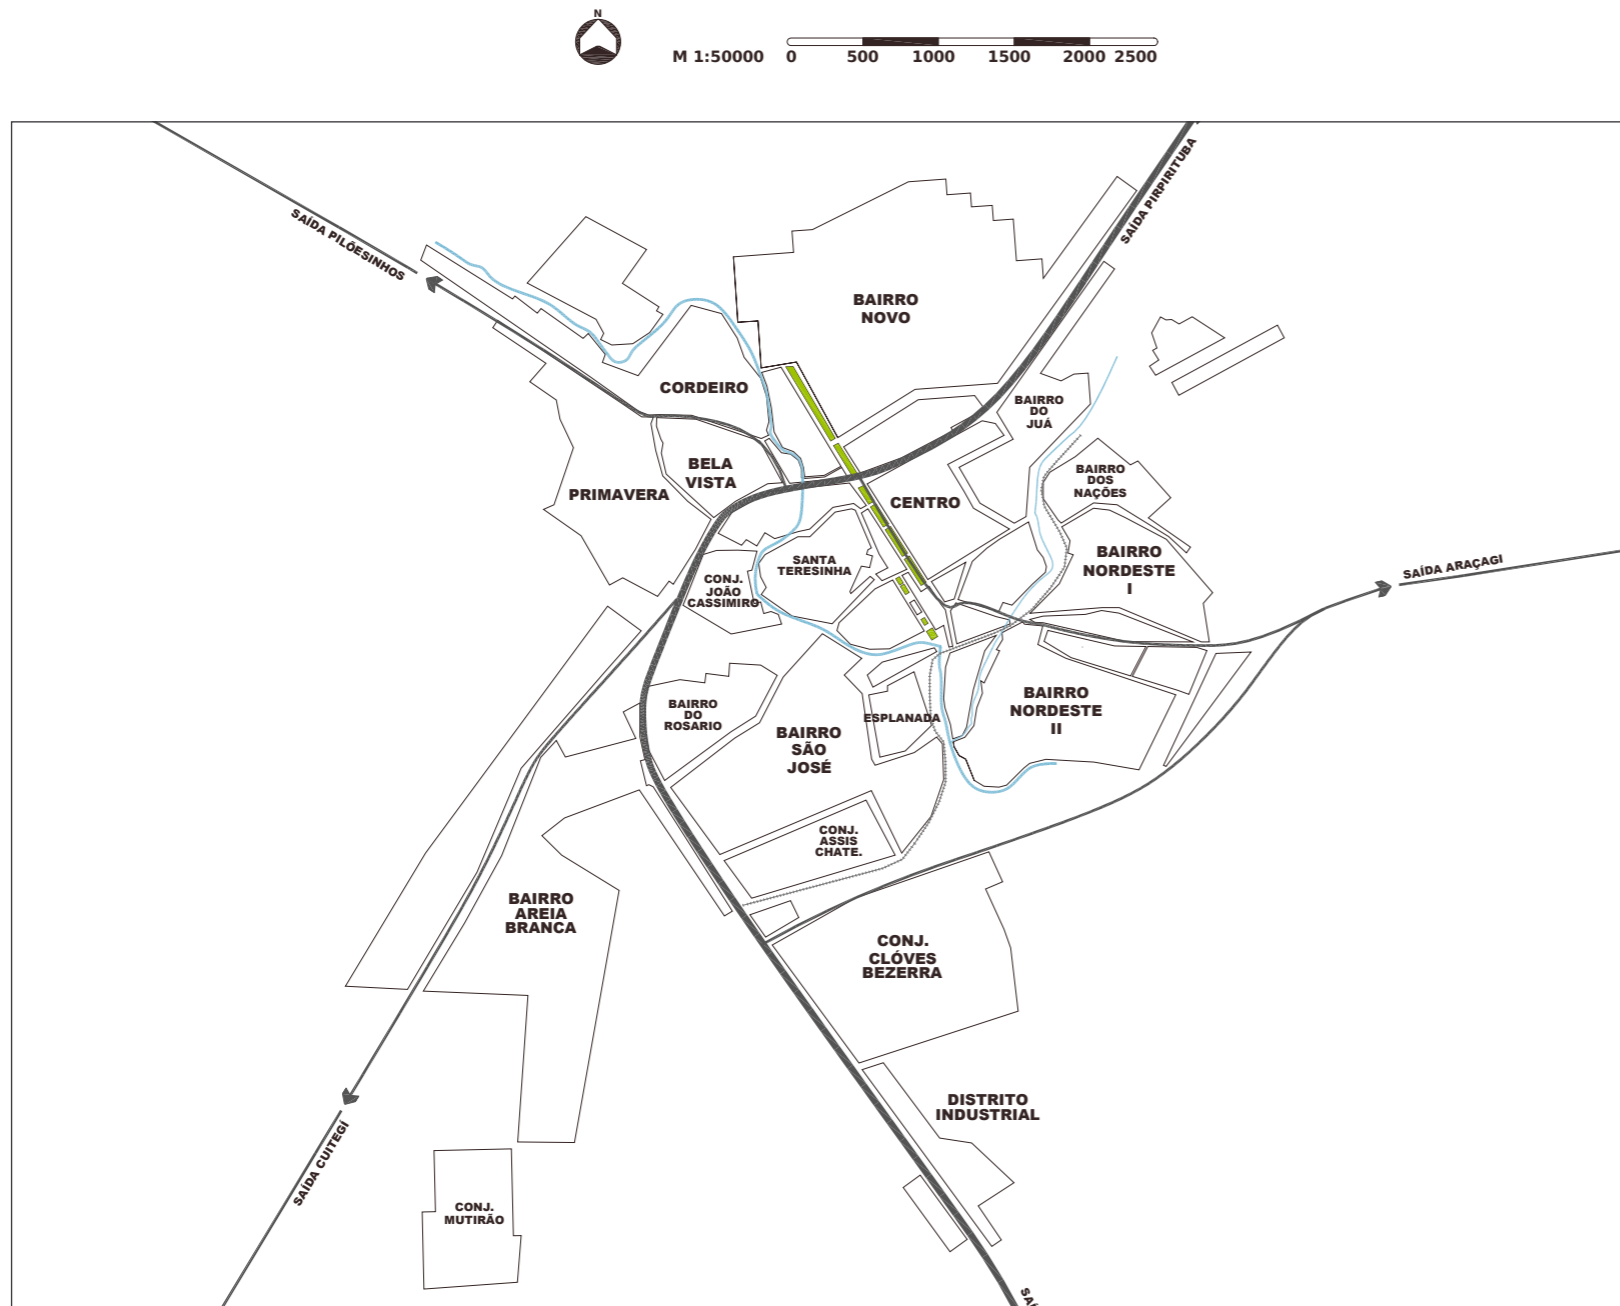 N
M 1:50000 0 500 1000 1500 2000 2500
SAÍDA PIRPIRITUBA
SAÍDA PILÕESINHOS
BAIRRO
NOVO
CORDEIRO
BAIRRO
DO
JUÁ
BELA
VISTA
PRIMAVERA
CENTRO
BAIRRO
DOS
NAÇÕES
SANTA
TERESINHA
BAIRRO
NORDESTE
I
SAÍDA ARAÇAGI
CONJ.
JOÃO
CASSIMIRO
BAIRRO
DO
ROSARIO
ESPLANADA
BAIRRO
NORDESTE
II
BAIRRO
SÃO
JOSÉ
CONJ.
ASSIS
CHATE.
BAIRRO
AREIA
BRANCA
CONJ.
CLÓVES
BEZERRA
DISTRITO
INDUSTRIAL
SAÍDA CUITEGÍ
CONJ.
MUTIRÃO